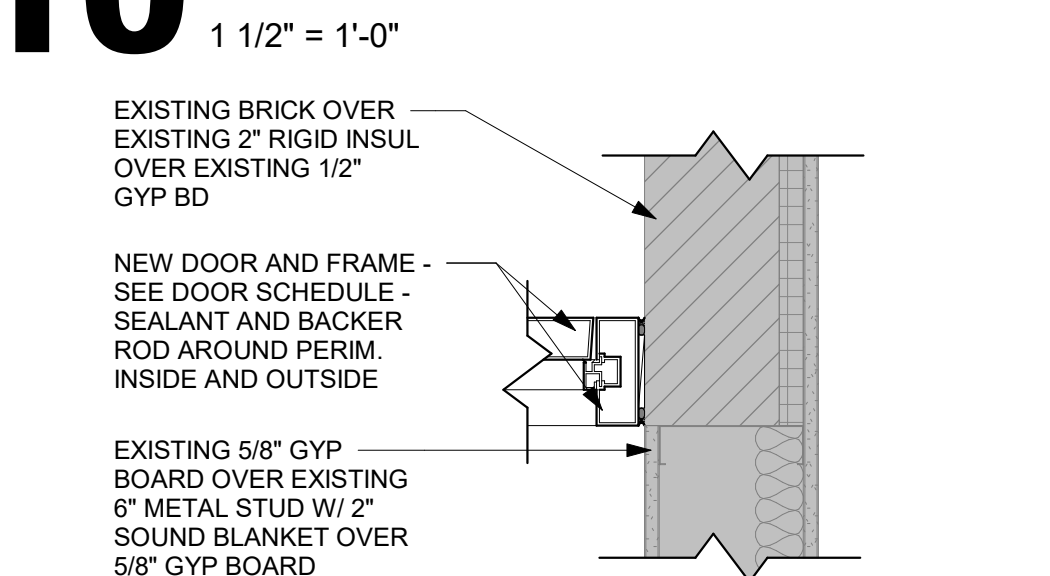 10
1 1/2" = 1'-0"
EXISTING BRICK OVER
EXISTING 2" RIGID INSUL
OVER EXISTING 1/2"
GYP BD
NEW DOOR AND FRAME -
SEE DOOR SCHEDULE -
SEALANT AND BACKER
ROD AROUND PERIM.
INSIDE AND OUTSIDE
EXISTING 5/8" GYP
BOARD OVER EXISTING
6" METAL STUD W/ 2"
SOUND BLANKET OVER
5/8" GYP BOARD